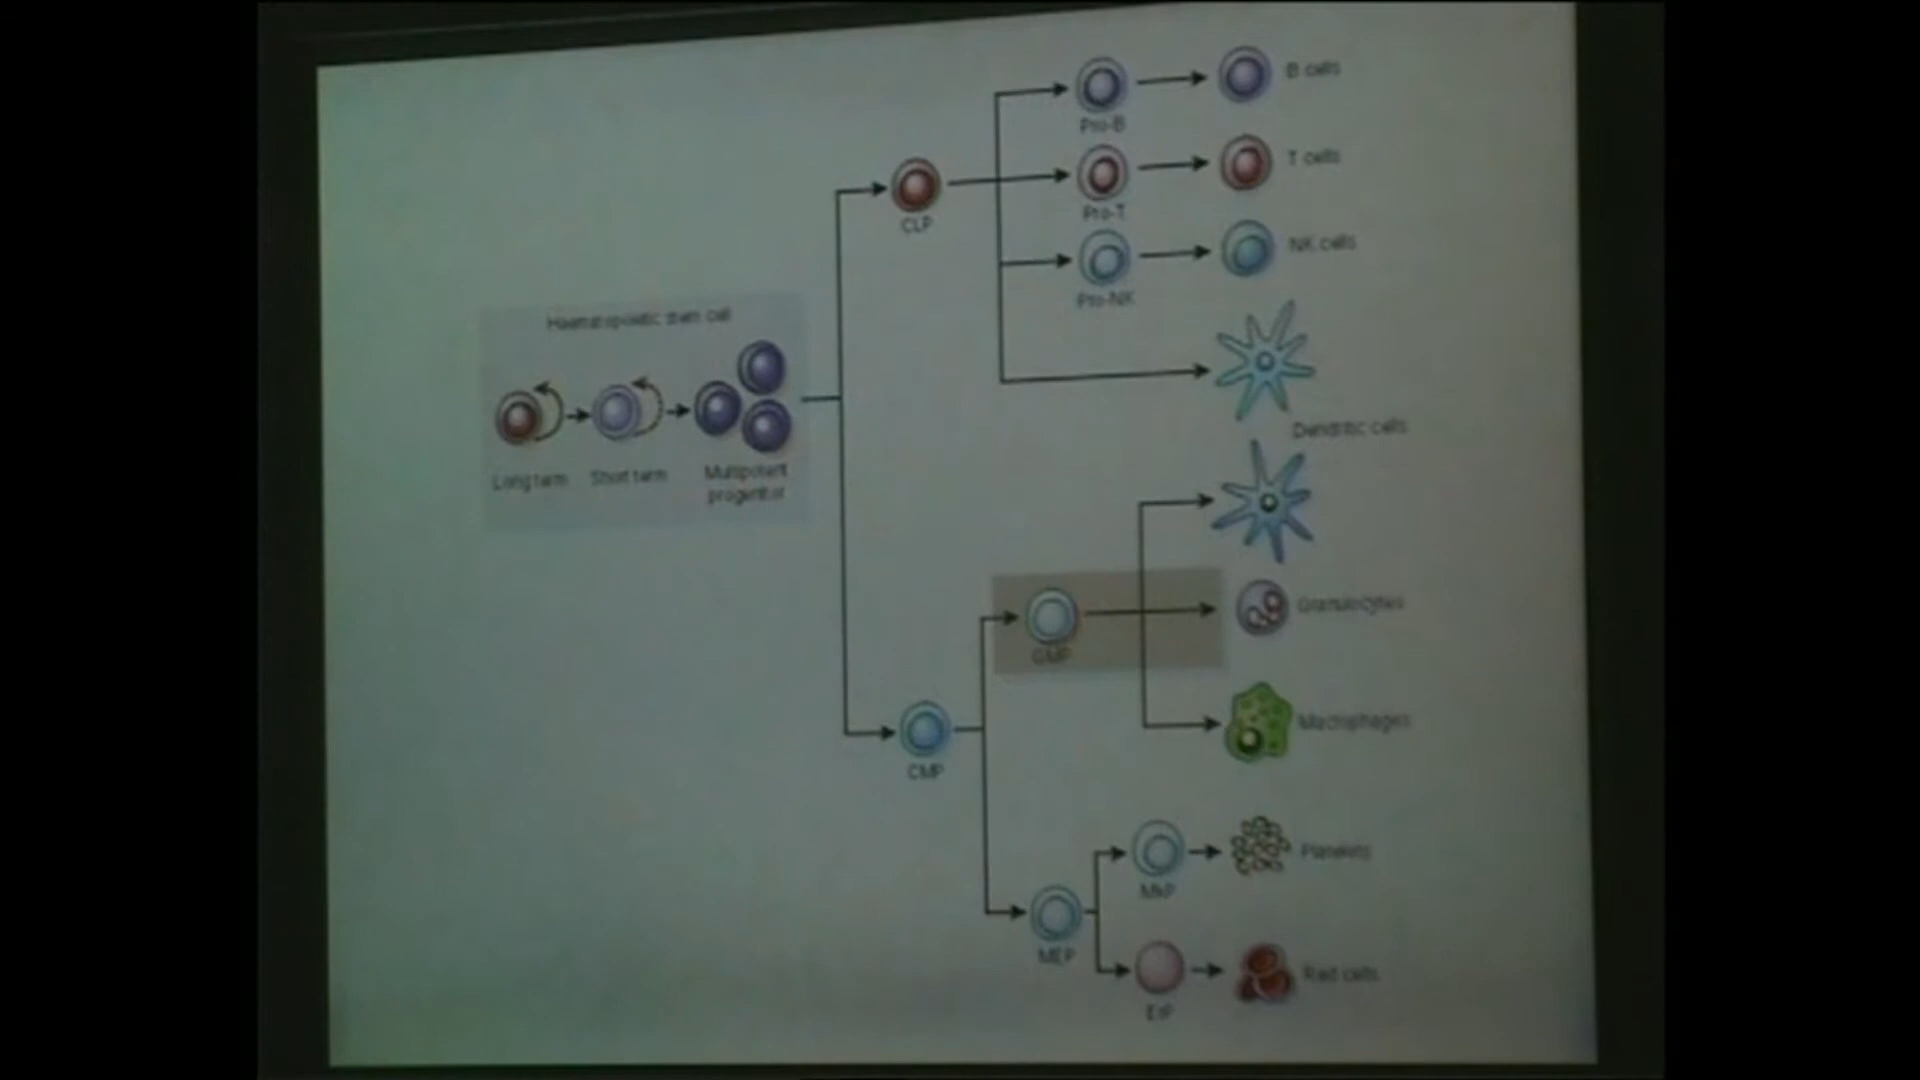 B cells
Pro-B
T cells
Pro-T
CLP
NK cells
Pro-NK
Haematopoietic stem cell
Dendritic cells
Long term
Short term
Multipotent
progenitor
Granulocytes
GMP
Macrophages
CMP
Platelets
MkP
MEP
Red cells
ErP